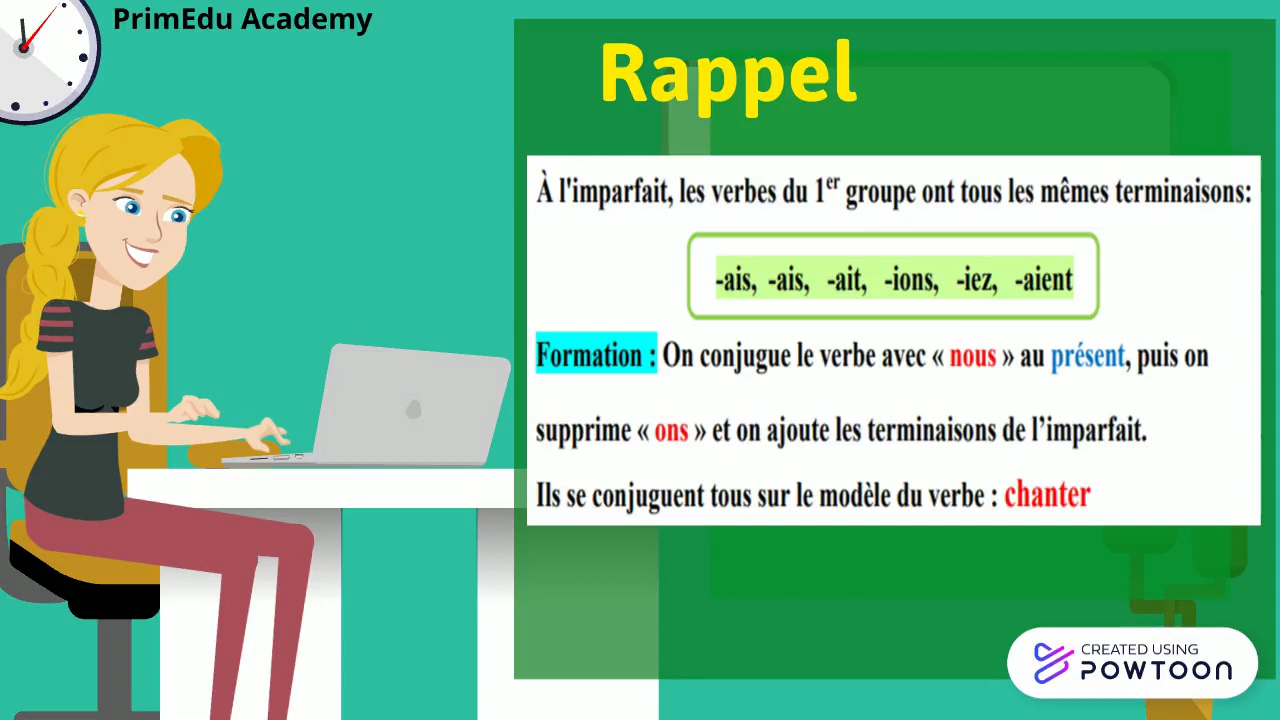 PrimEdu Academy
Rappel
À l'imparfait, les verbes du 1er groupe ont tous les mêmes terminaisons:
-ais, -ais, -ait, -ions, -iez, -aient
Formation : On conjugue le verbe avec « nous » au présent, puis on
supprime « ons » et on ajoute les terminaisons de l’imparfait.
Ils se conjuguent tous sur le modèle du verbe : chanter
CREATED USING
POWTOON